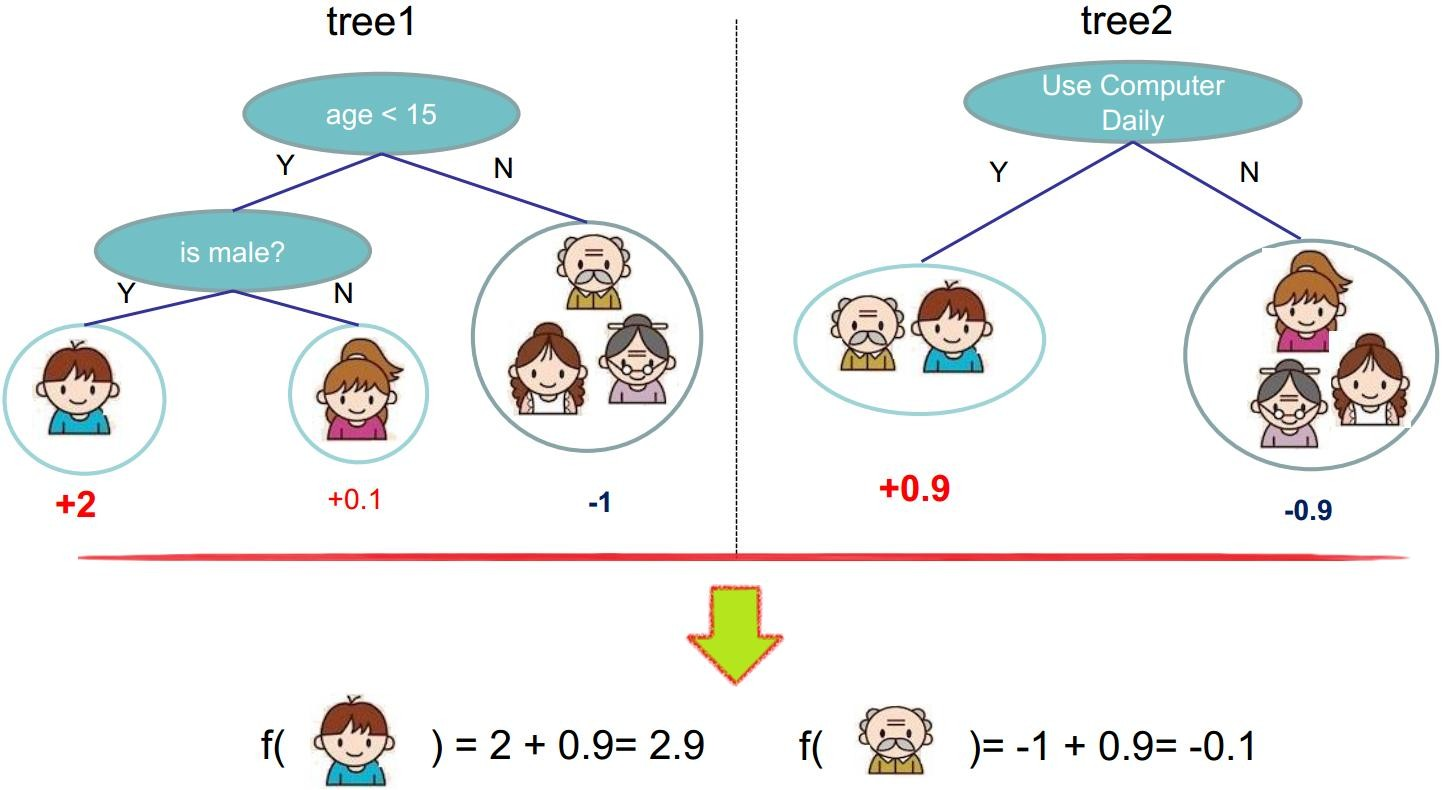 tree1
tree2
age < 15
Use Computer
Daily
Y
N
Y
N
is male?
Y
N
+2
+0.1
-1
+0.9
-0.9
f( ) = 2 + 0.9= 2.9
f( )= -1 + 0.9= -0.1